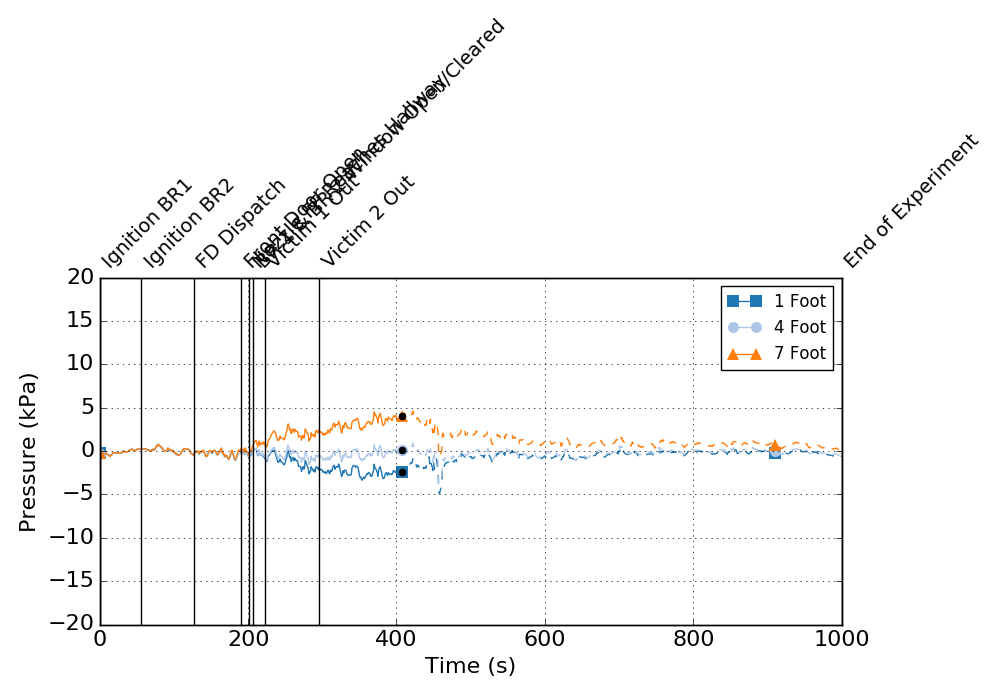 Ignition BR1
Ignition BR2
FD Dispatch
Front Door Open
Victim 1 Out
Victim 2 Out
End of Experiment
1 Foot
4 Foot
7 Foot
20
15
10
5
0
−5
−10
−15
−20
Pressure (kPa)
0
200
400
600
800
1000
Time (s)